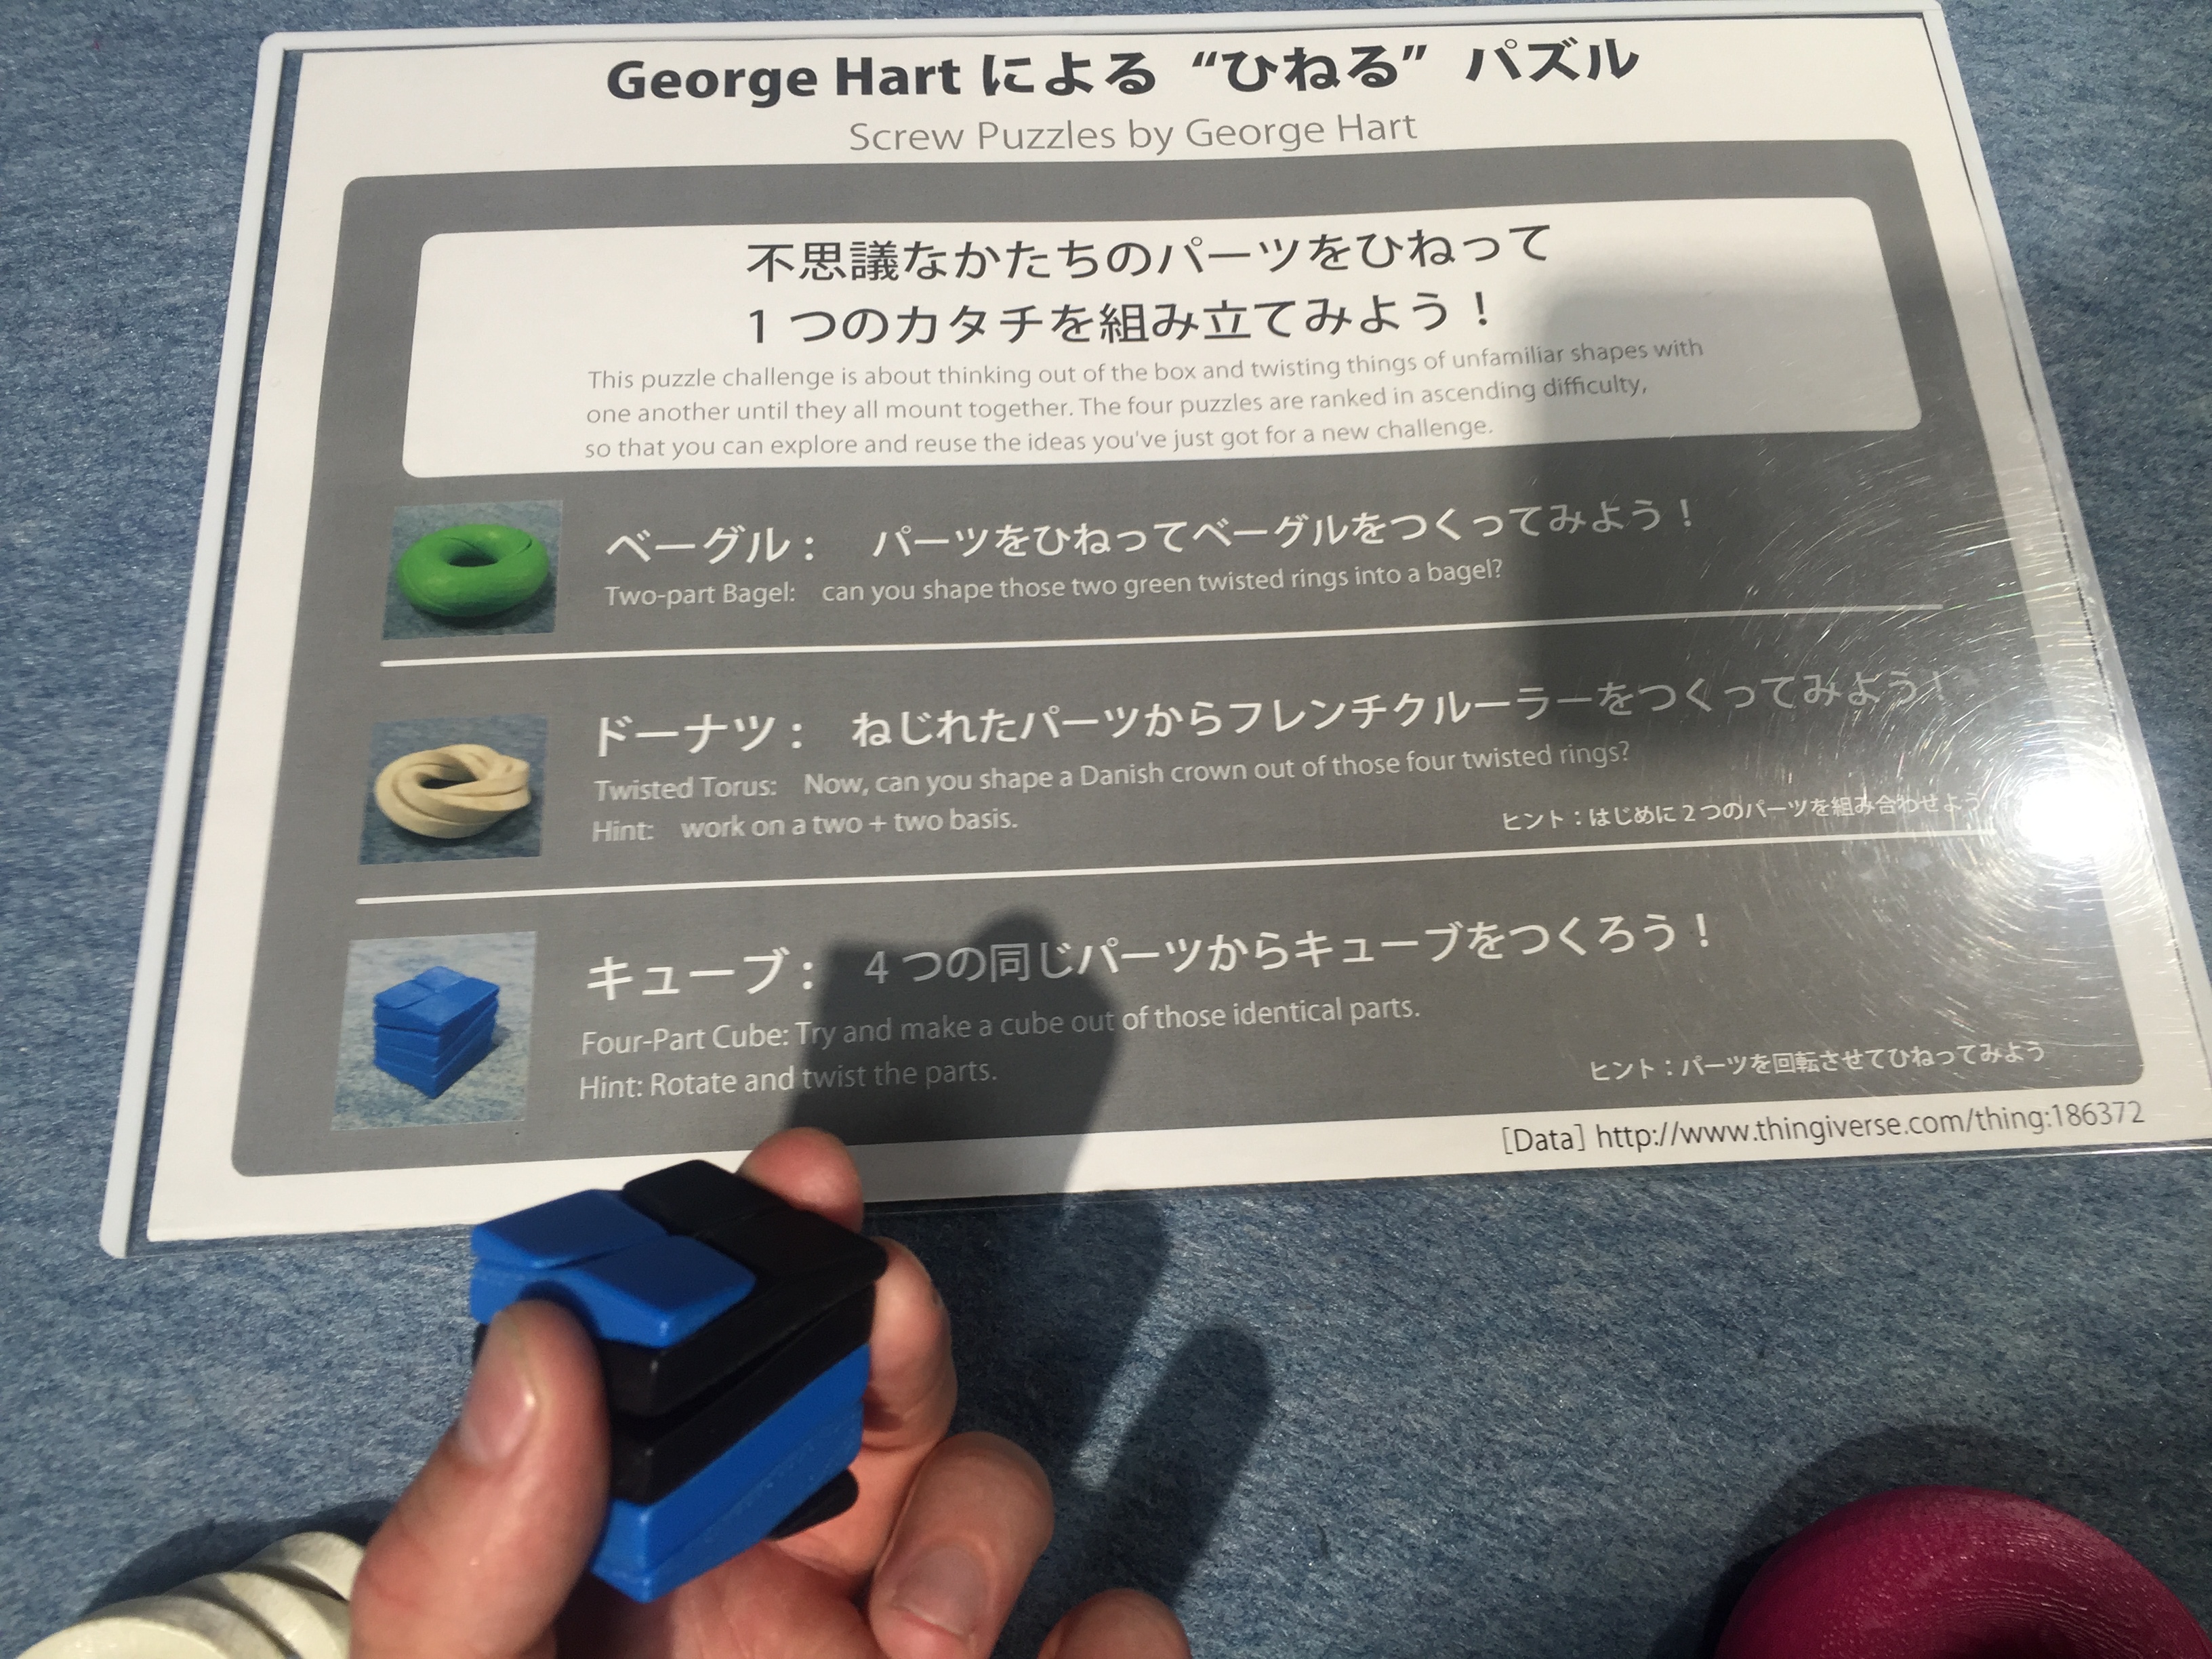 George Hart による “ひねる” パズル
Screw Puzzles by George Hart
不思議なかたちのパーツをひねって
1 つのカタチを組み立てみよう！
This puzzle challenge is about thinking out of the box and twisting things of unfamiliar shapes with
one another until they all mount together. The four puzzles are ranked in ascending difficulty,
so that you can explore and reuse the ideas you've just got for a new challenge.
ベーグル： パーツをひねってベーグルをつくってみよう！
Two-part Bagel: can you shape those two green twisted rings into a bagel?
ドーナツ： ねじれたパーツからフレンチクルーラーをつくってみよう！
Twisted Torus: Now, can you shape a Danish crown out of those four twisted rings?
Hint: work on a two + two basis.
ヒント：はじめに 2 つのパーツを組み合わせよう
キューブ： 4 つの同じパーツからキューブをつくろう！
Four-Part Cube: Try and make a cube out of those identical parts.
Hint: Rotate and twist the parts.
ヒント：パーツを回転させてひねってみよう
[Data] http://www.thingiverse.com/thing:186372